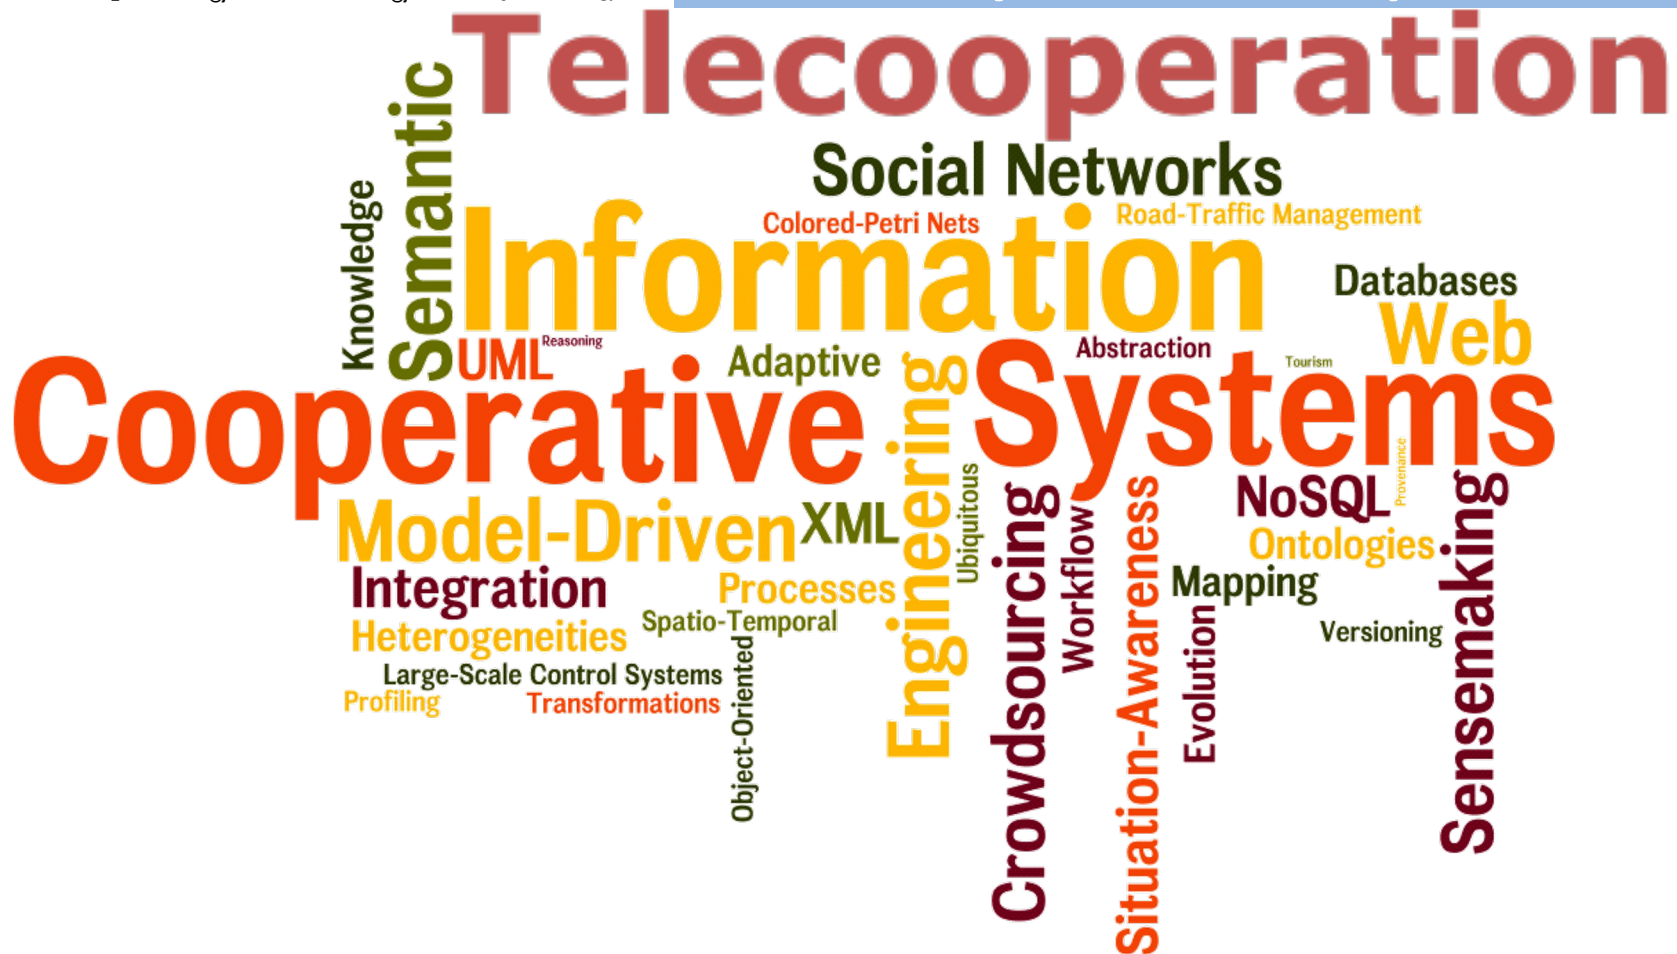 Telecooperation
Semantic
Knowledge
Social Networks
Colored-Petri Nets
Road-Traffic Management
Information
Databases
Web
UML
Reasoning
Adaptive
Abstraction
Tourism
Cooperative
Systems
Engineering
Ubiquitous
Provenance
NoSQL
Model-Driven
XML
Ontologies
Integration
Processes
Crowdsourcing
Workflow
Situation-Awareness
Mapping
Sensemaking
Heterogeneities
Spatio-Temporal
Evolution
Versioning
Large-Scale Control Systems
Object-Oriented
Profiling
Transformations